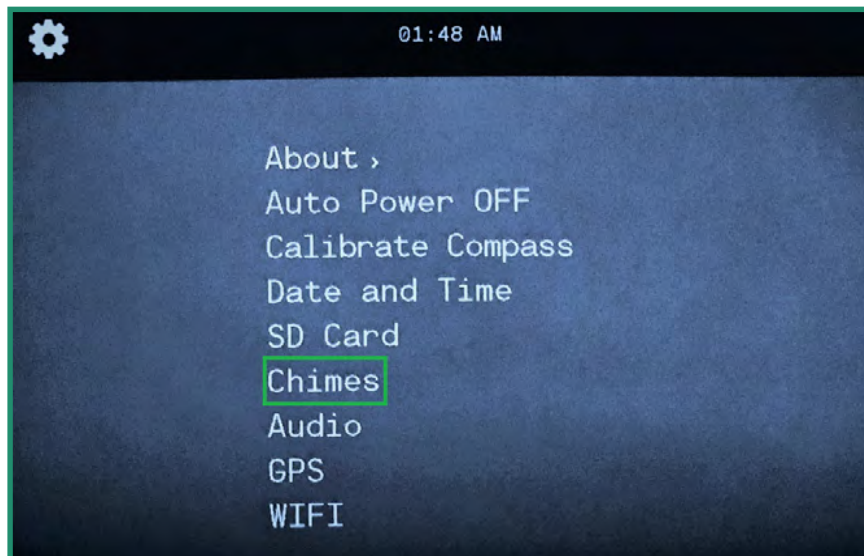 01:48 AM
About ›
Auto Power OFF
Calibrate Compass
Date and Time
SD Card
Chimes
Audio
GPS
WIFI